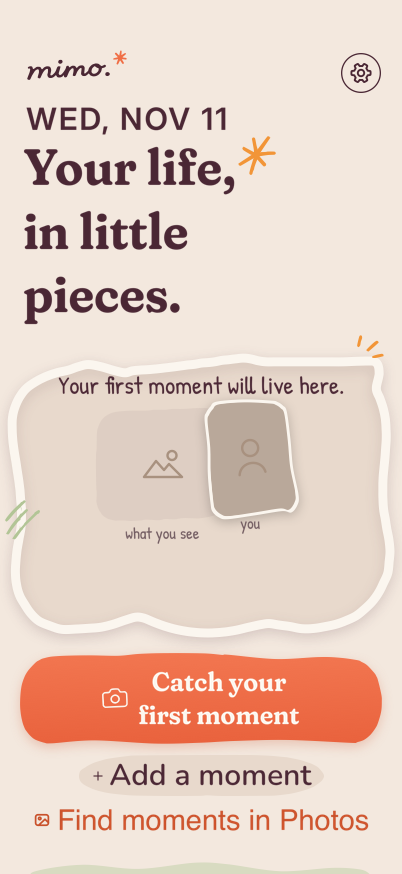 mimo.
WED, NOV 11
Your life,
in little
pieces.
Your first moment will live here.
what you see
you
Catch your
first moment
+ Add a moment
Find moments in Photos